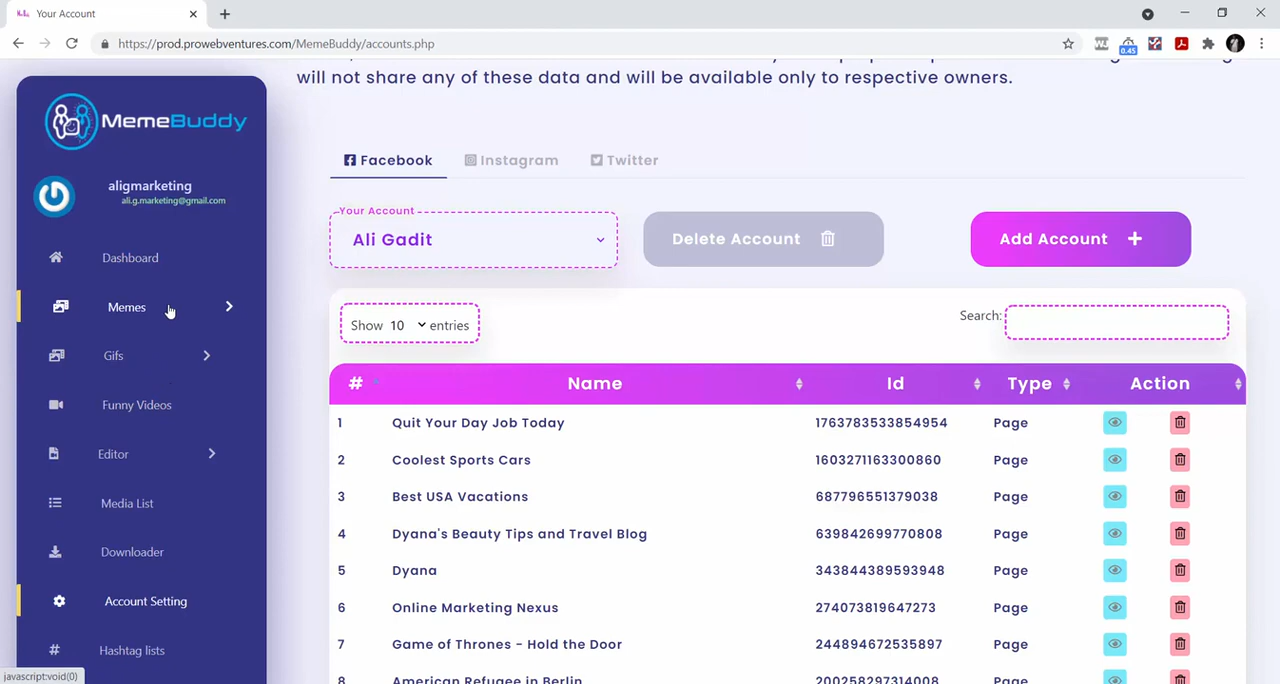 Your Account
https://prod.prowebventures.com/MemeBuddy/accounts.php
0.45
will not share any of these data and will be available only to respective owners.
MemeBuddy
aligmarketing
ali.g.marketing@gmail.com
Dashboard
Memes
Gifs
Funny Videos
Editor
Media List
Downloader
Account Setting
Hashtag lists
javascript:void(0)
Facebook Instagram Twitter
Your Account
Ali Gadit
Delete Account
Add Account +
Show 10 entries
Search:
# Name Id Type Action
1 Quit Your Day Job Today 1763783533854954 Page
2 Coolest Sports Cars 1603271163300860 Page
3 Best USA Vacations 687796551379038 Page
4 Dyana's Beauty Tips and Travel Blog 639842699770808 Page
5 Dyana 343844389593948 Page
6 Online Marketing Nexus 274073819647273 Page
7 Game of Thrones - Hold the Door 244894672535897 Page
8 American Refugee in Berlin 200258297314008 Page